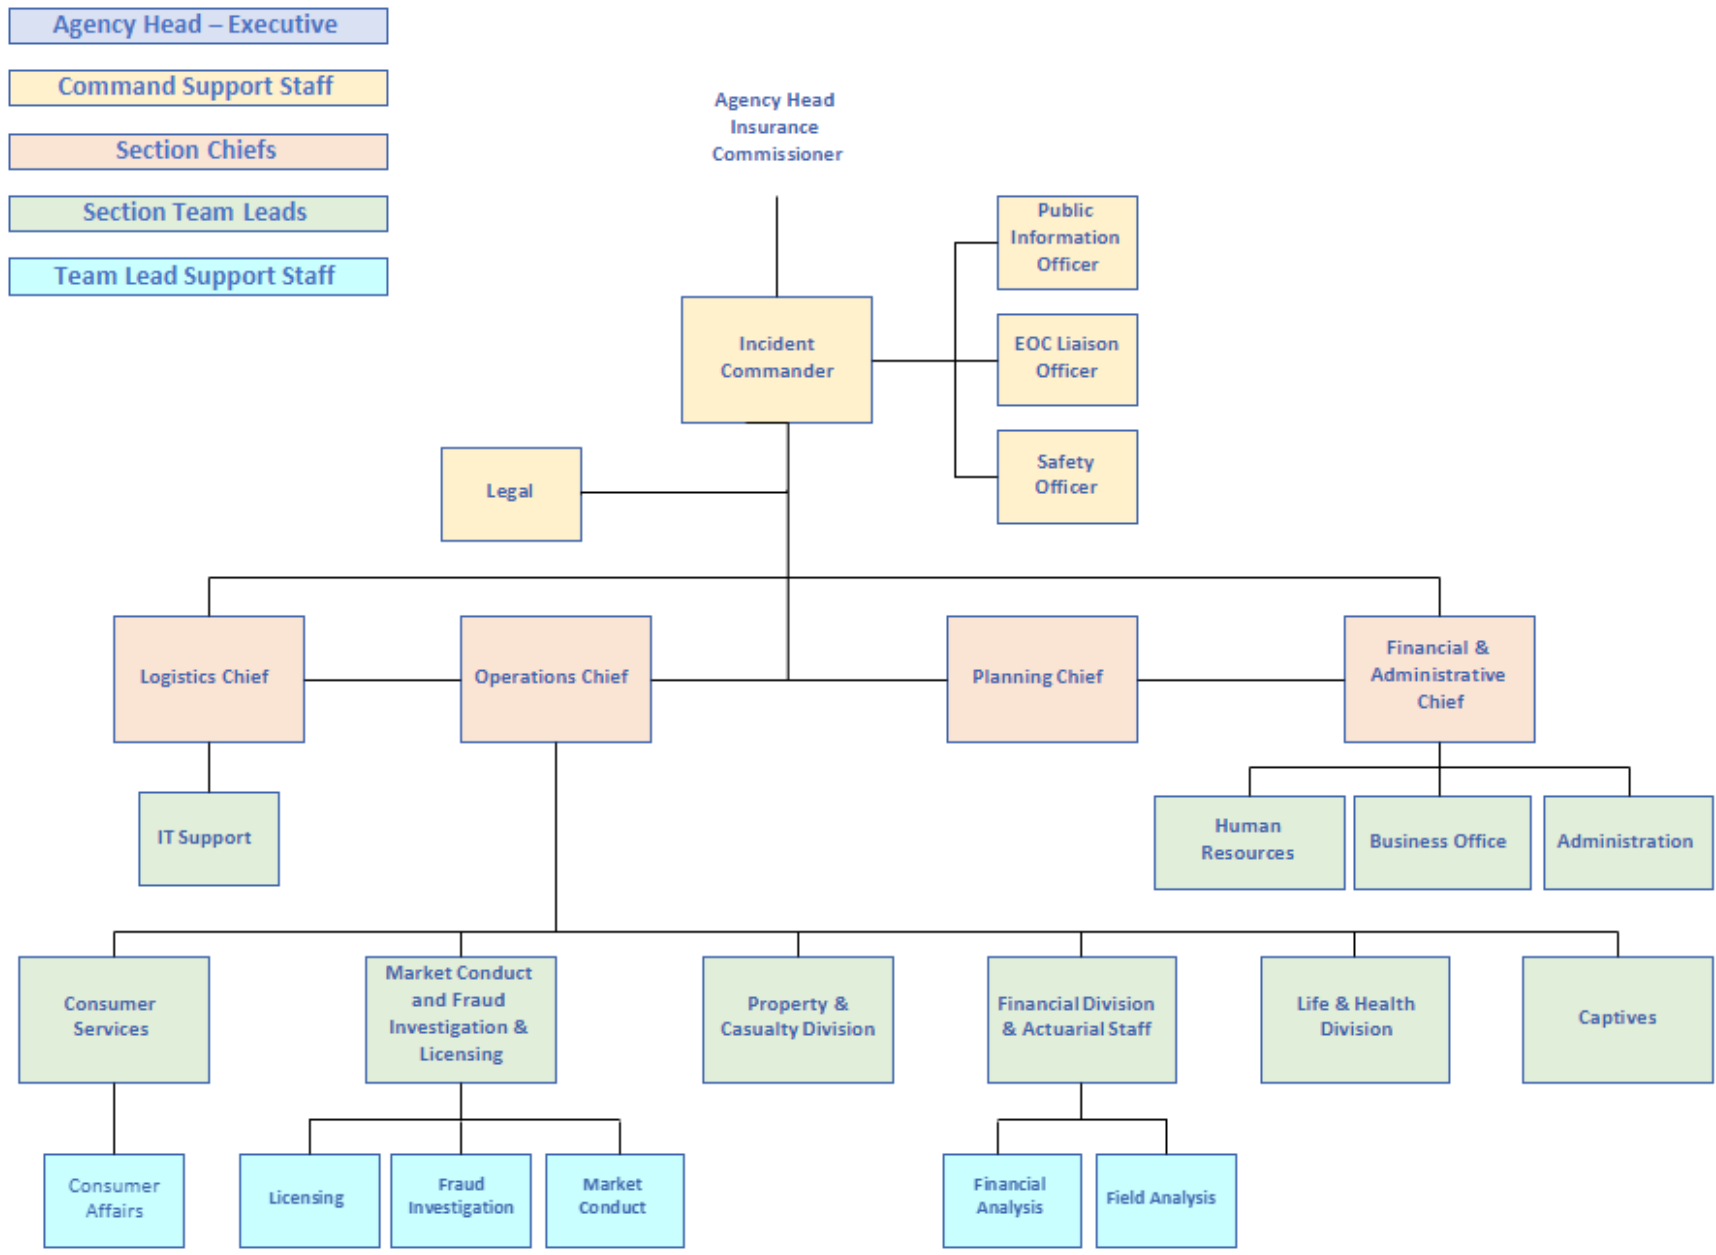 Agency Head – Executive
Command Support Staff
Section Chiefs
Section Team Leads
Team Lead Support Staff
Agency Head
Insurance
Commissioner
Public
Information
Officer
Incident
Commander
EOC Liaison
Officer
Safety
Officer
Legal
Logistics Chief
Operations Chief
Planning Chief
Financial &
Administrative
Chief
IT Support
Human
Resources
Business Office
Administration
Consumer
Services
Market Conduct
and Fraud
Investigation &
Licensing
Property &
Casualty Division
Financial Division
& Actuarial Staff
Life & Health
Division
Captives
Consumer
Affairs
Licensing
Fraud
Investigation
Market
Conduct
Financial
Analysis
Field Analysis